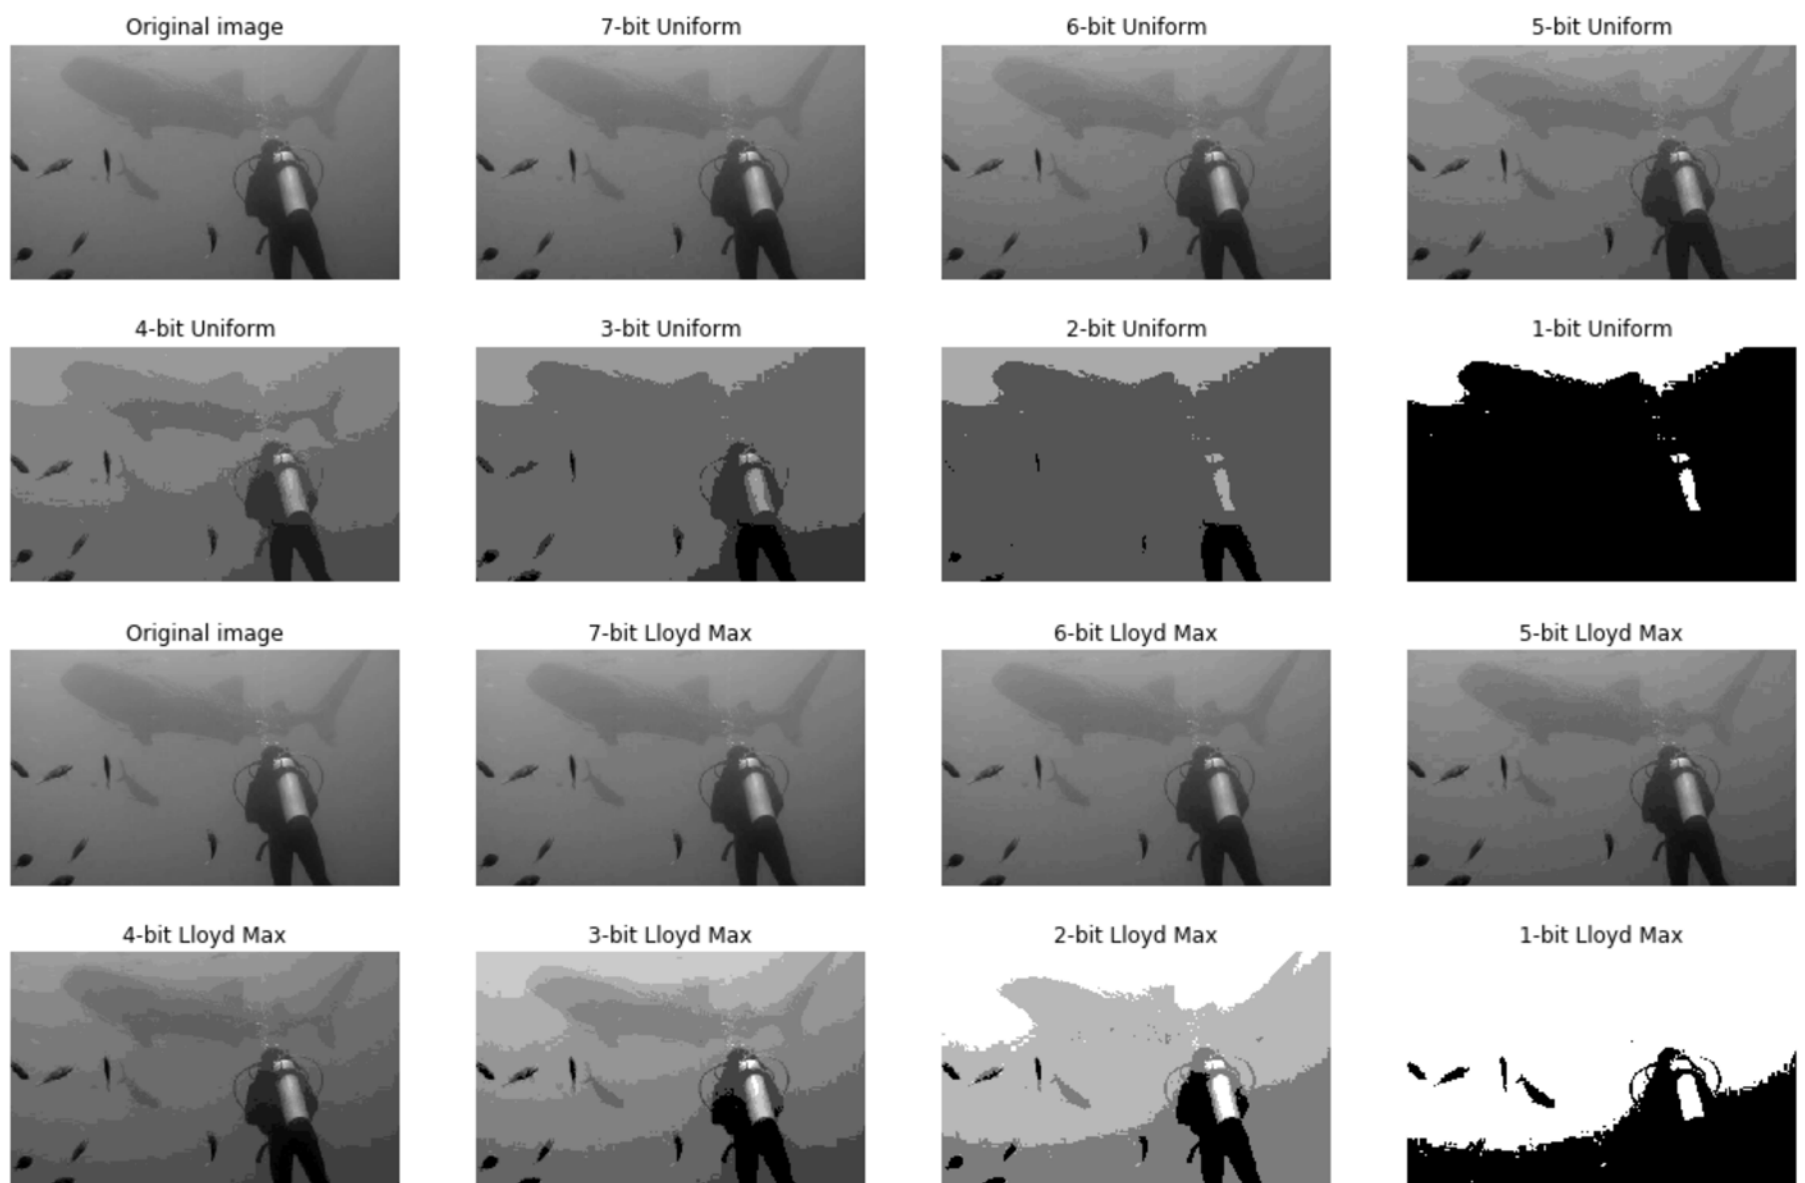 Original image
7-bit Uniform
6-bit Uniform
5-bit Uniform
4-bit Uniform
3-bit Uniform
2-bit Uniform
1-bit Uniform
Original image
7-bit Lloyd Max
6-bit Lloyd Max
5-bit Lloyd Max
4-bit Lloyd Max
3-bit Lloyd Max
2-bit Lloyd Max
1-bit Lloyd Max